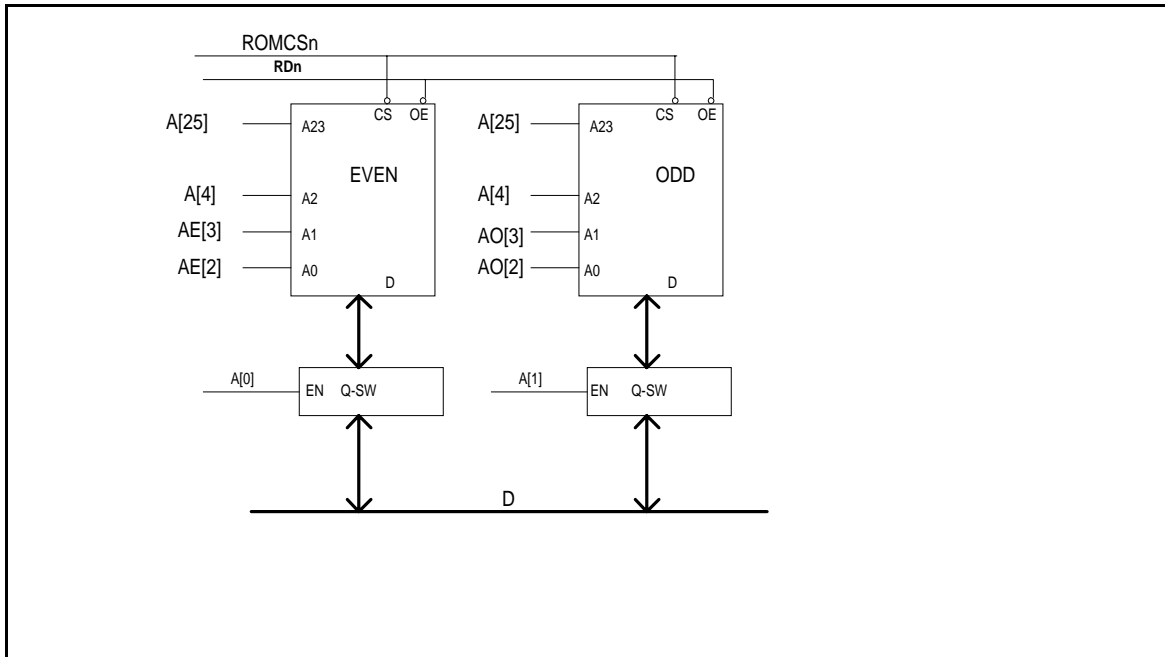 ROMCSn
RDn
CS OE CS OE
A[25] A23 A[25] A23
EVEN ODD
A[4] A2 A[4] A2
AE[3] A1 AO[3] A1
AE[2] A0 AO[2] A0
D D
A[0] EN Q-SW A[1] EN Q-SW
D